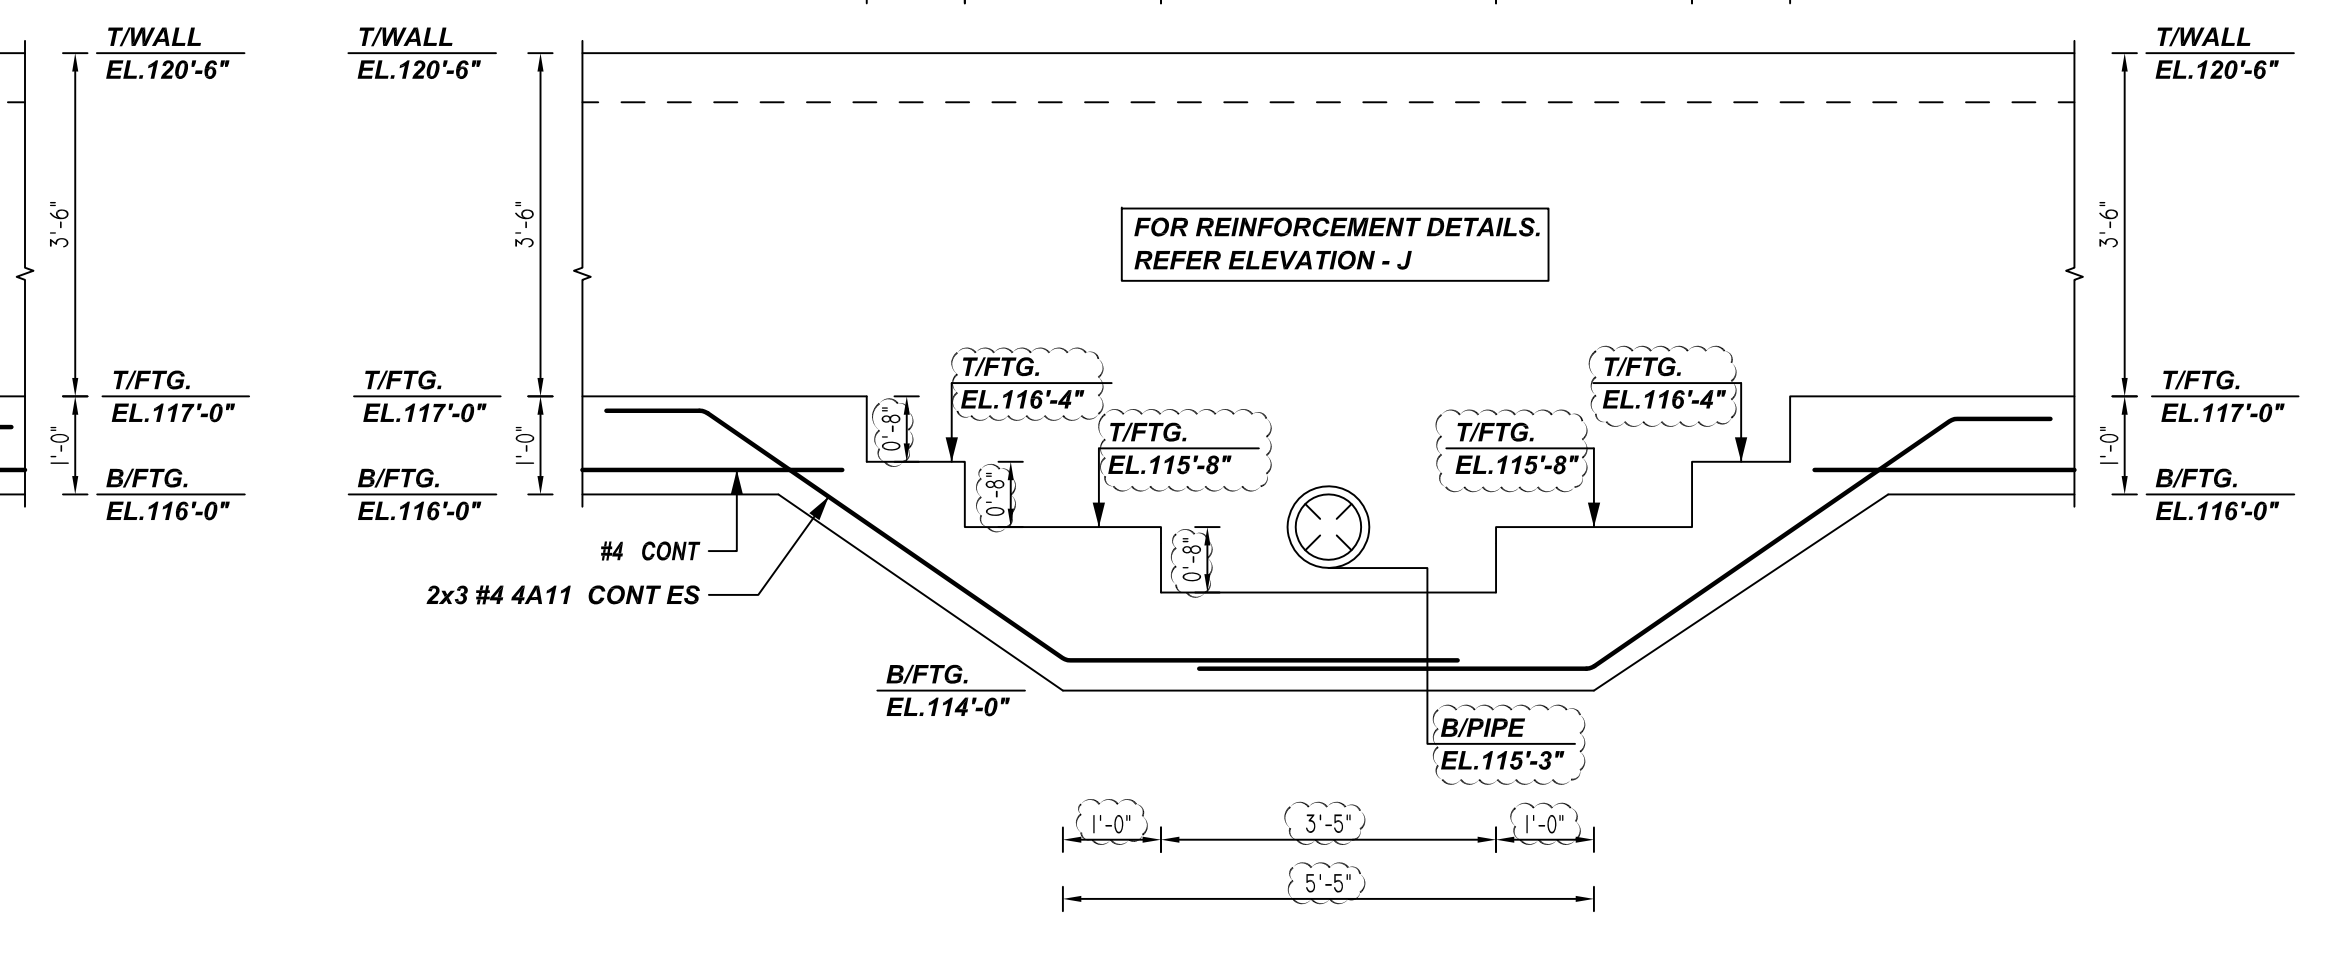 T/WALL
EL.120'-6"
T/WALL
EL.120'-6"
T/WALL
EL.120'-6"
3'-6"
3'-6"
3'-6"
FOR REINFORCEMENT DETAILS.
REFER ELEVATION - J
T/FTG.
EL.117'-0"
T/FTG.
EL.117'-0"
T/FTG.
EL.116'-4"
T/FTG.
EL.116'-4"
T/FTG.
EL.117'-0"
0'-8"
T/FTG.
EL.115'-8"
T/FTG.
EL.115'-8"
1'-0"
1'-0"
1'-0"
B/FTG.
EL.116'-0"
B/FTG.
EL.116'-0"
0'-8"
B/FTG.
EL.116'-0"
0'-8"
#4 CONT
2x3 #4 4A11 CONT ES
B/FTG.
EL.114'-0"
B/PIPE
EL.115'-3"
1'-0"
3'-5"
1'-0"
5'-5"